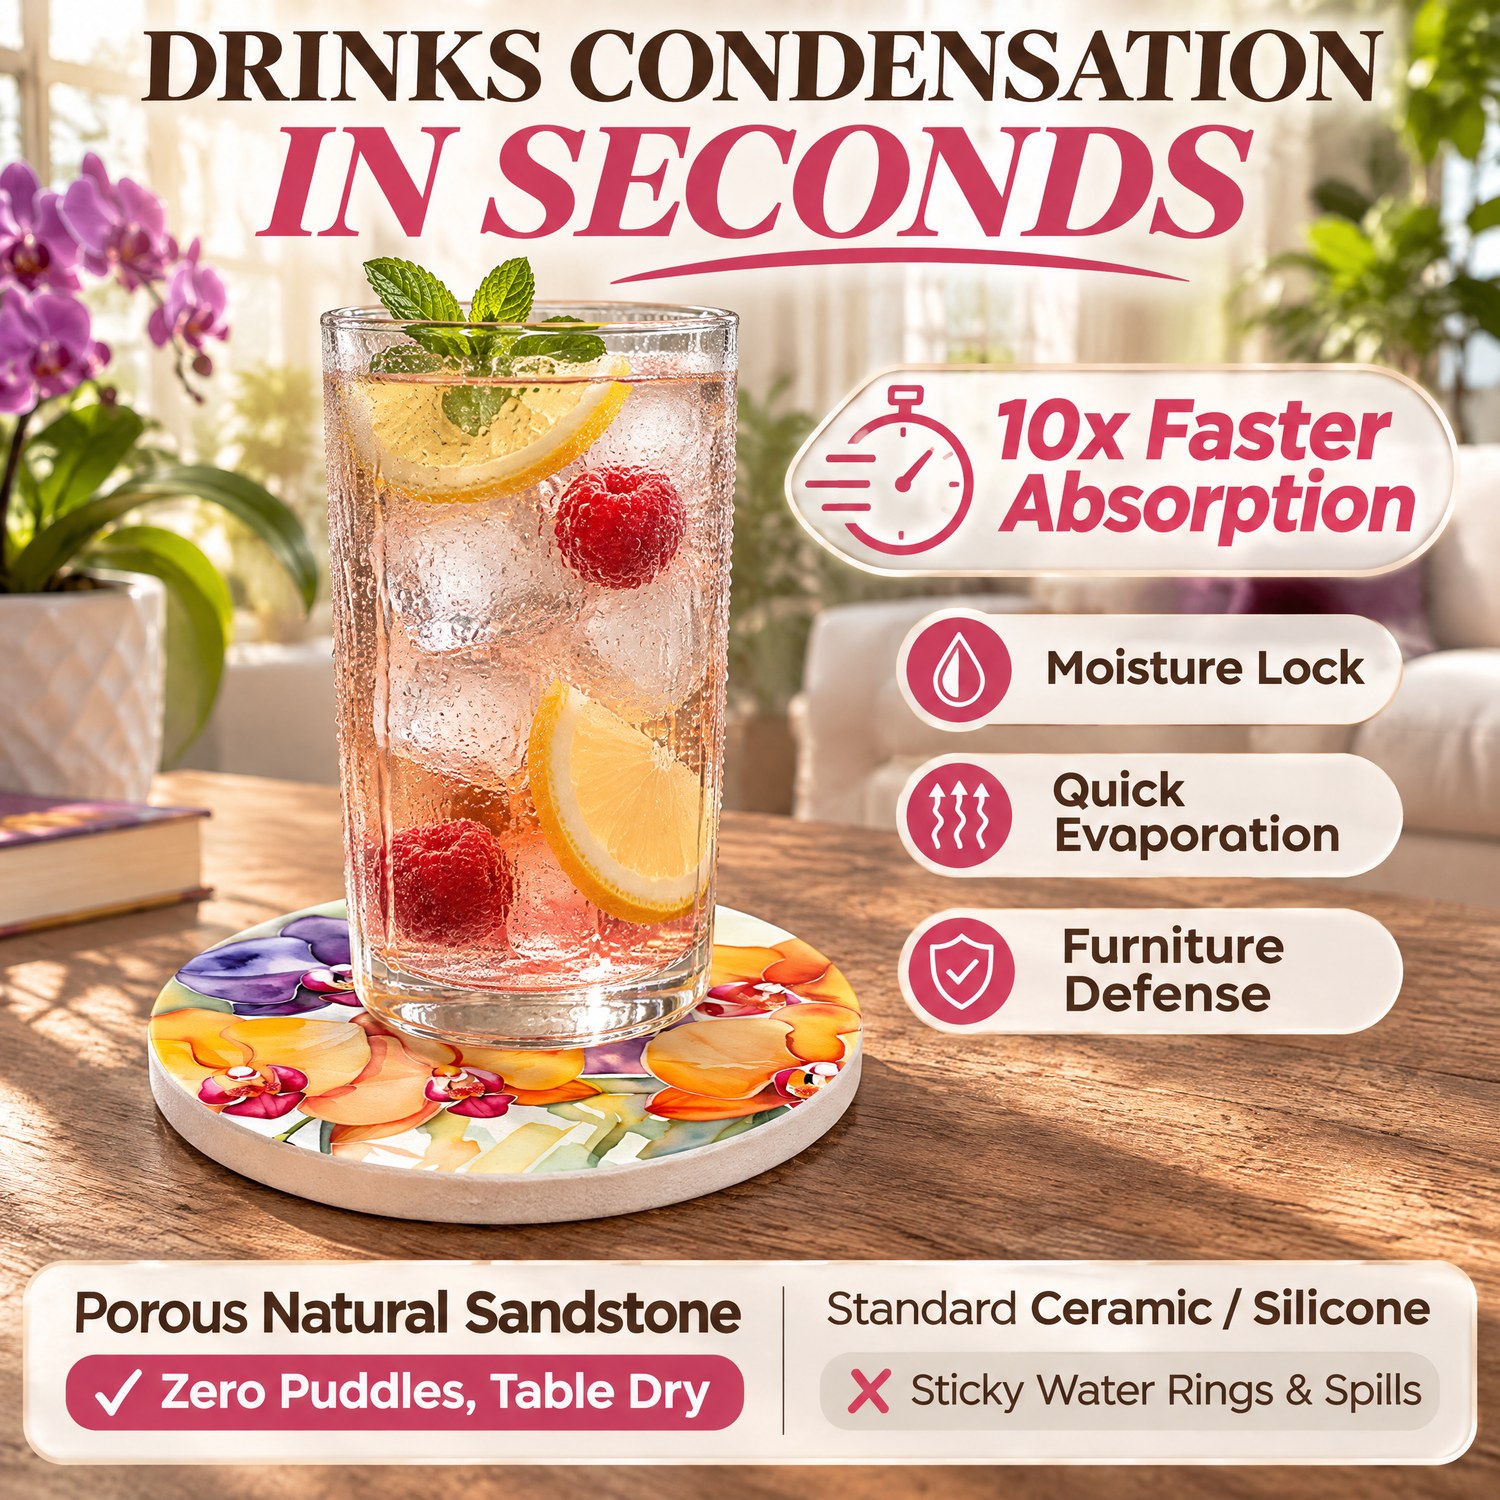 DRINKS CONDENSATION
IN SECONDS
10x Faster
Absorption
Moisture Lock
Quick
Evaporation
Furniture
Defense
Porous Natural Sandstone
Zero Puddles, Table Dry
Standard Ceramic / Silicone
Sticky Water Rings & Spills